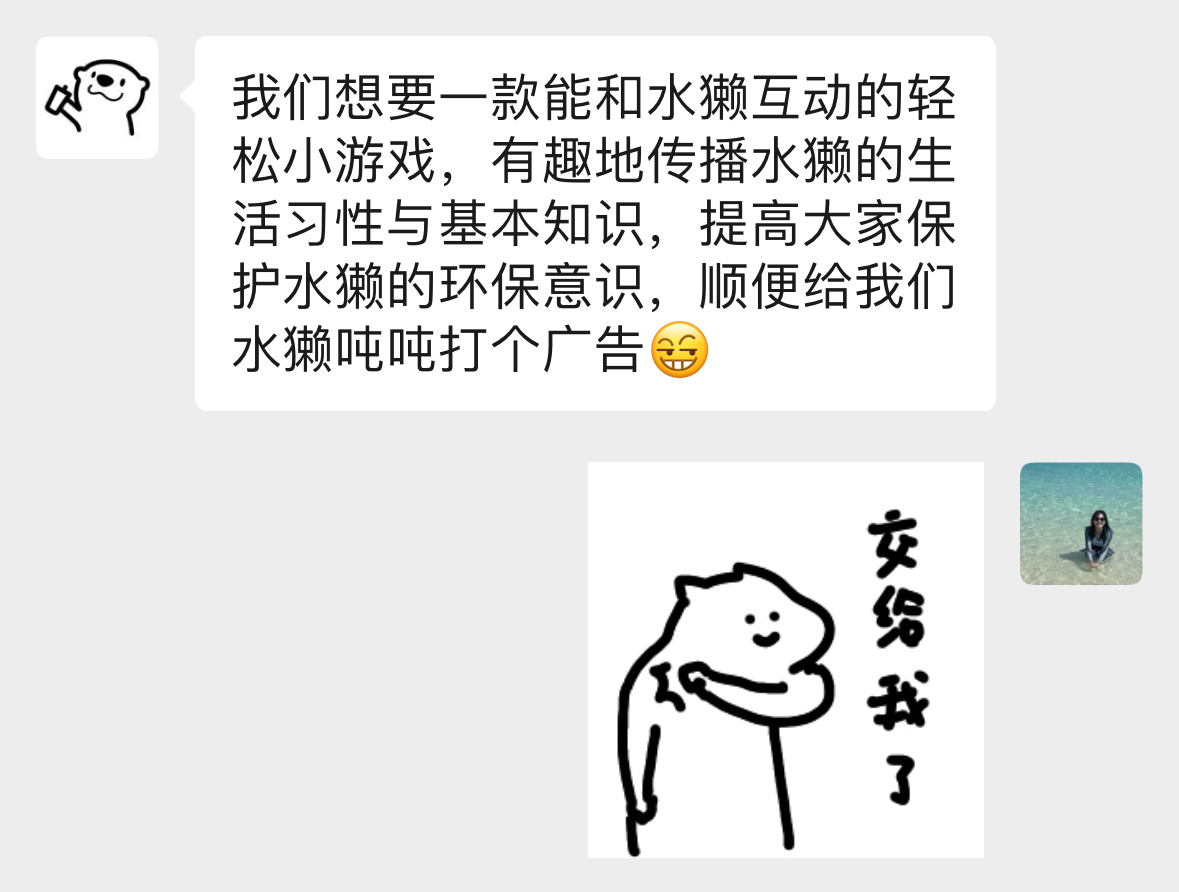 我们想要一款能和水獭互动的轻
松小游戏，有趣地传播水獭的生
活习性与基本知识，提高大家保
护水獭的环保意识，顺便给我们
水獭吨吨打个广告😁
交给我了